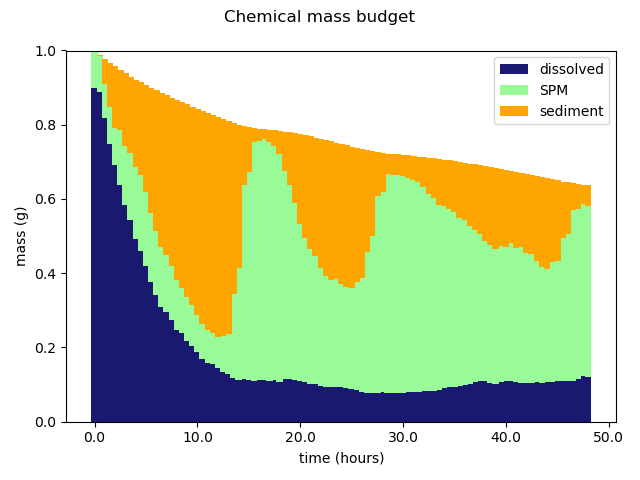 Chemical mass budget
1.0
0.8
0.6
0.4
0.2
0.0
mass (g)
dissolved
SPM
sediment
0.0 10.0 20.0 30.0 40.0 50.0
time (hours)